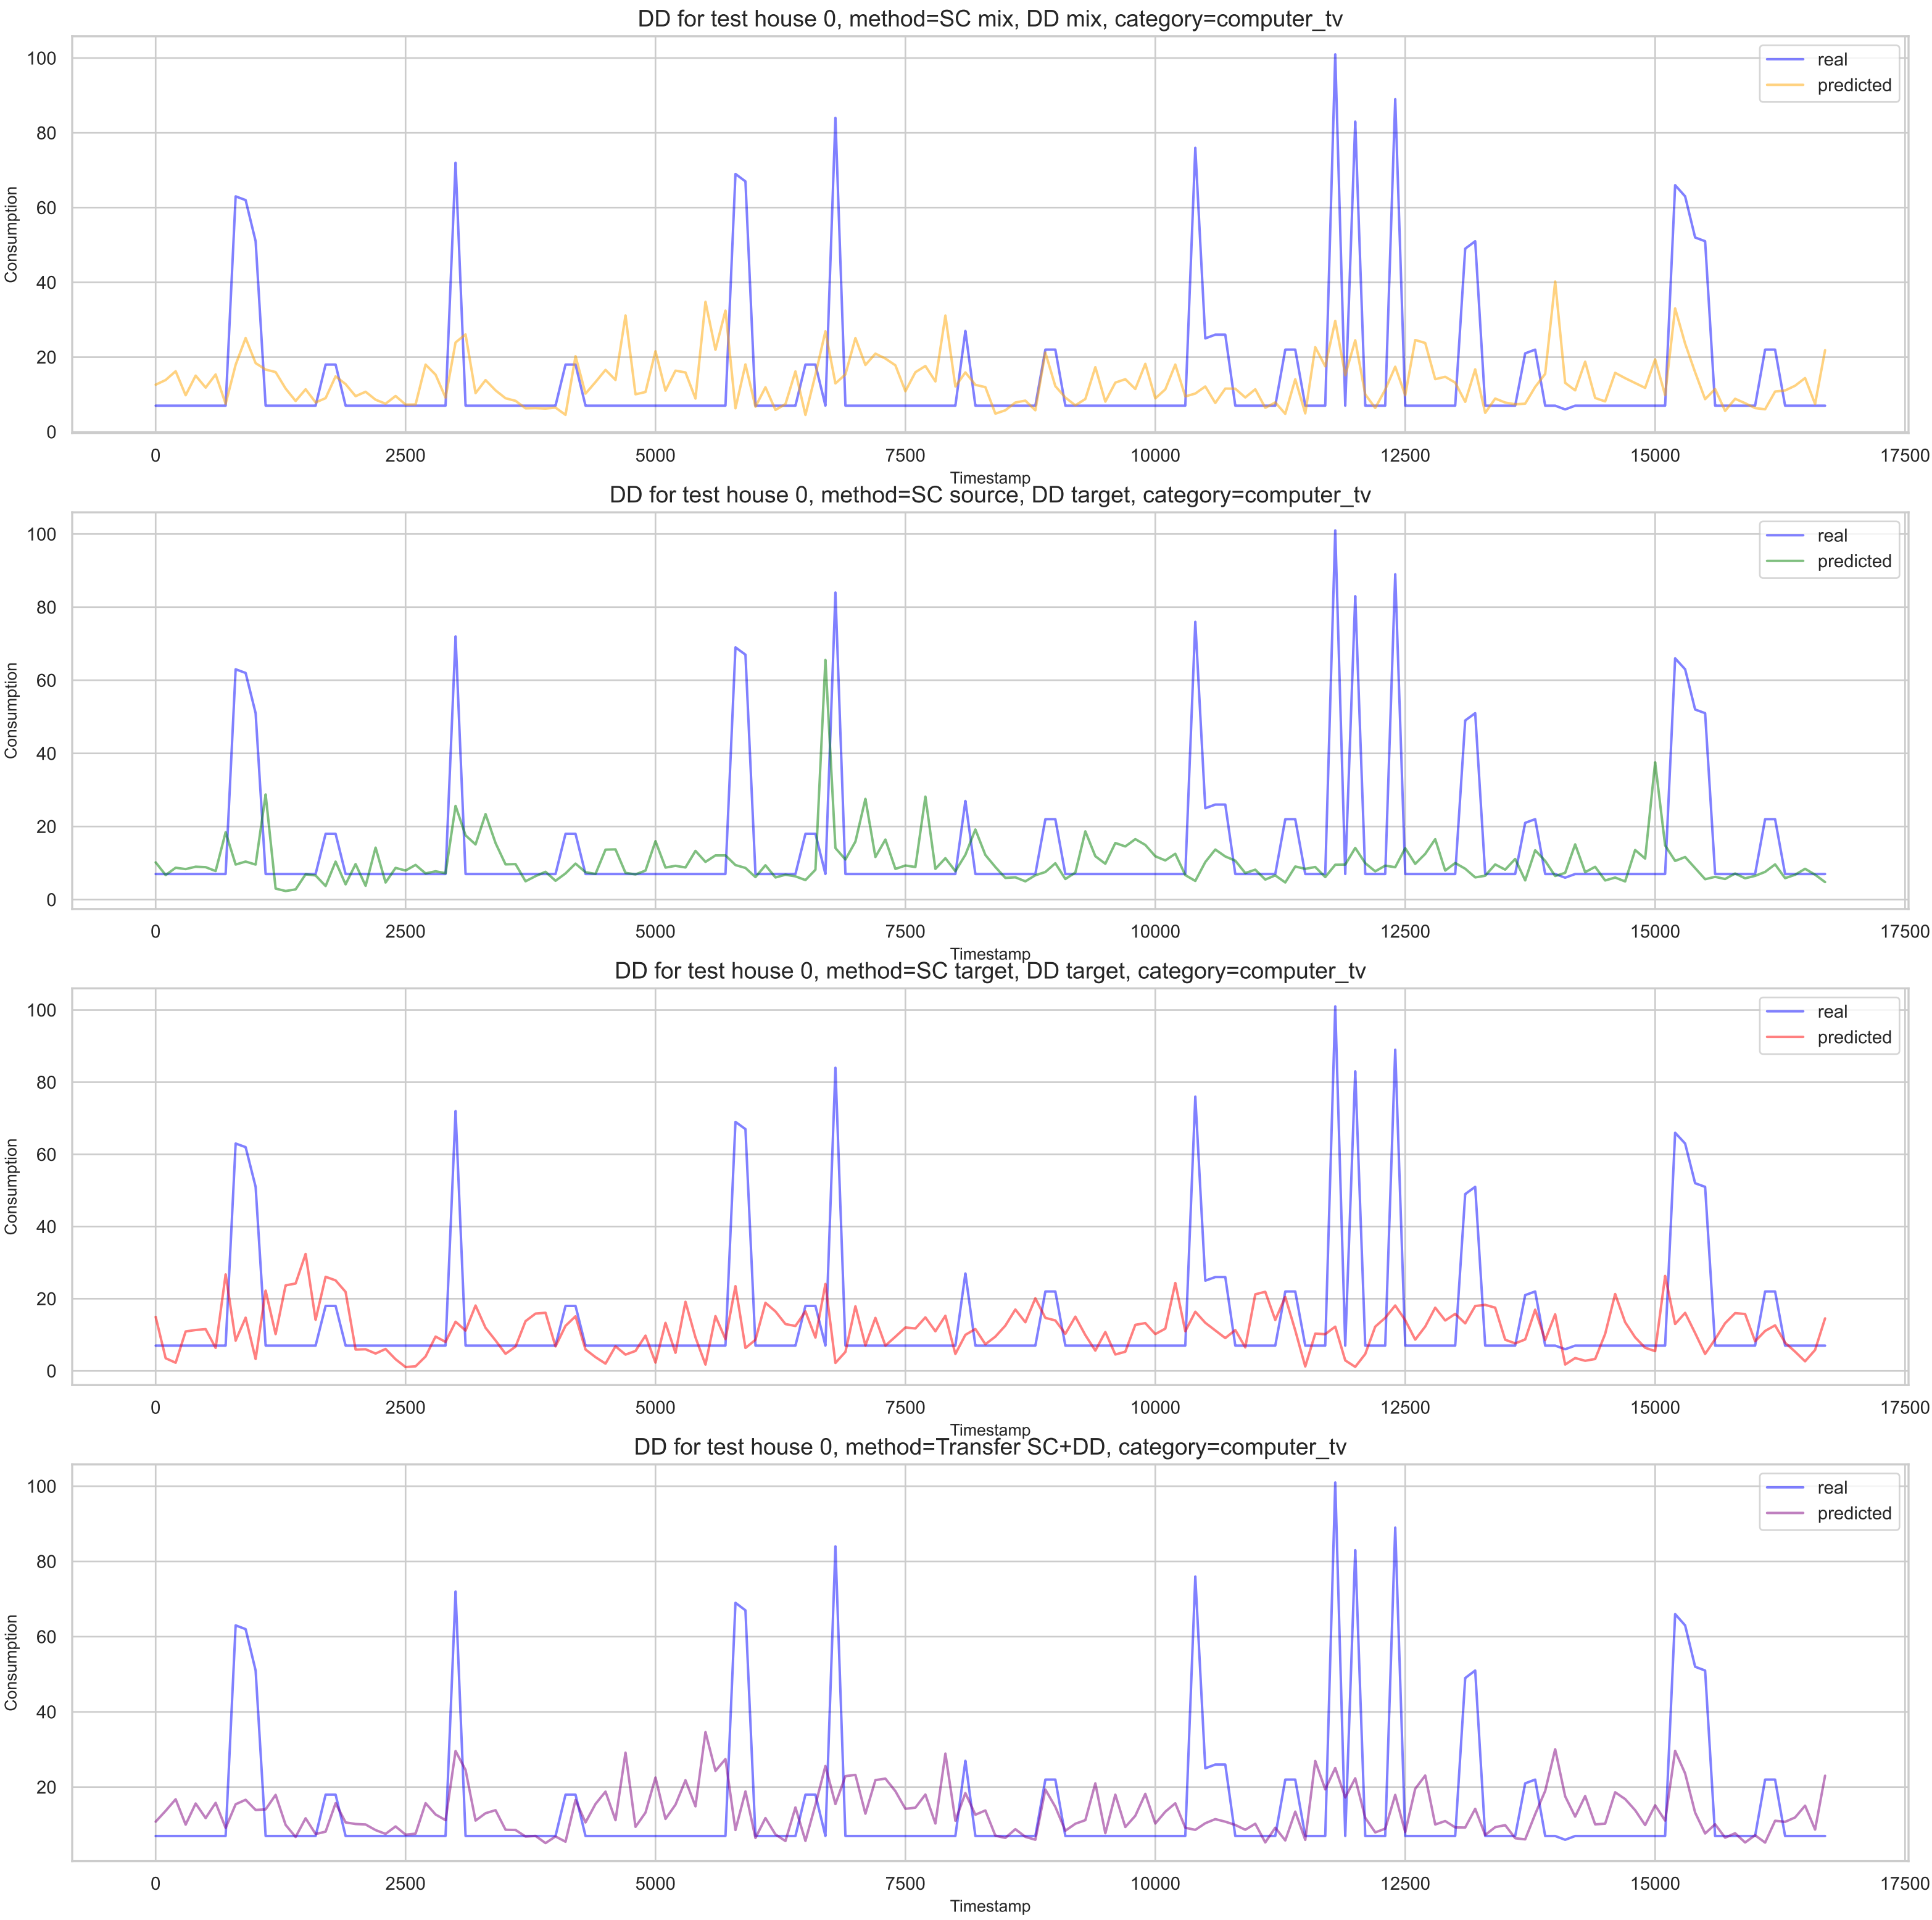 DD for test house 0, method=SC mix, DD mix, category=computer_tv
real
predicted
Consumption
100
80
60
40
20
0
0 2500 5000 7500 10000 12500 15000 17500
Timestamp
DD for test house 0, method=SC source, DD target, category=computer_tv
real
predicted
Consumption
100
80
60
40
20
0
0 2500 5000 7500 10000 12500 15000 17500
Timestamp
DD for test house 0, method=SC target, DD target, category=computer_tv
real
predicted
Consumption
100
80
60
40
20
0
0 2500 5000 7500 10000 12500 15000 17500
Timestamp
DD for test house 0, method=Transfer SC+DD, category=computer_tv
real
predicted
Consumption
100
80
60
40
20
0 2500 5000 7500 10000 12500 15000 17500
Timestamp